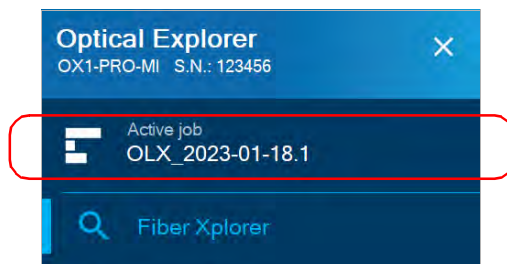 Optical Explorer
OX1-PRO-MI S.N.: 123456
Active job
OLX_2023-01-18.1
Fiber Xplorer